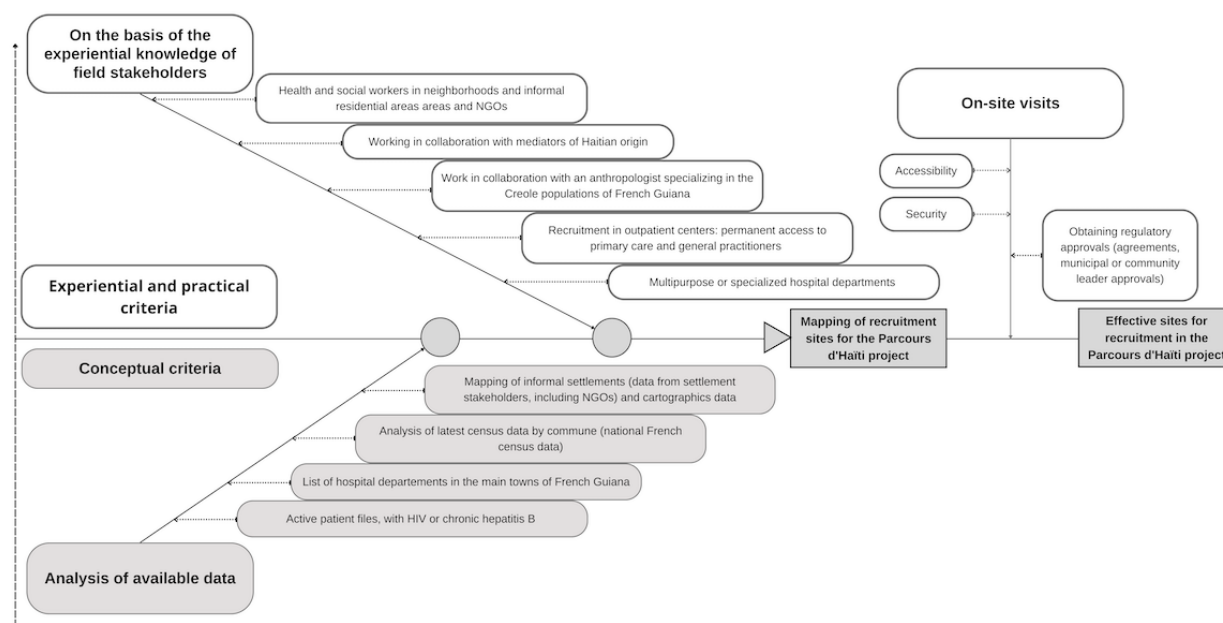 On the basis of the
experiential knowledge of
field stakeholders
Health and social workers in neighborhoods and informal
residential areas areas and NGOs
Working in collaboration with mediators of Haitian origin
Work in collaboration with an anthropologist specializing in the
Creole populations of French Guiana
Recruitment in outpatient centers: permanent access to
primary care and general practitioners
Multipurpose or specialized hospital departments
On-site visits
Accessibility
Security
Obtaining regulatory
approvals (agreements,
municipal or community
leader approvals)
Experiential and practical
criteria
Conceptual criteria
Mapping of recruitment
sites for the Parcours
d'Haïti project
Effective sites for
recruitment in the
Parcours d'Haïti project
Mapping of informal settlements (data from settlement
stakeholders, including NGOs) and cartographics data
Analysis of latest census data by commune (national French
census data)
List of hospital departements in the main towns of French Guiana
Active patient files, with HIV or chronic hepatitis B
Analysis of available data